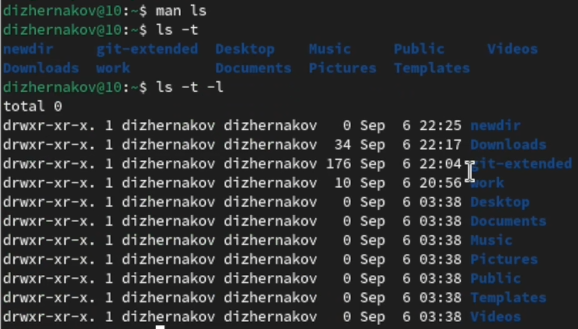 dizhernakov@10:~$ man ls
dizhernakov@10:~$ ls -t
newdir git-extended Desktop Music Public Videos
Downloads work Documents Pictures Templates
dizhernakov@10:~$ ls -t -l
total 0
drwxr-xr-x. 1 dizhernakov dizhernakov 0 Sep 6 22:25 newdir
drwxr-xr-x. 1 dizhernakov dizhernakov 34 Sep 6 22:17 Downloads
drwxr-xr-x. 1 dizhernakov dizhernakov 176 Sep 6 22:04 git-extended
drwxr-xr-x. 1 dizhernakov dizhernakov 10 Sep 6 20:56 work
drwxr-xr-x. 1 dizhernakov dizhernakov 0 Sep 6 03:38 Desktop
drwxr-xr-x. 1 dizhernakov dizhernakov 0 Sep 6 03:38 Documents
drwxr-xr-x. 1 dizhernakov dizhernakov 0 Sep 6 03:38 Music
drwxr-xr-x. 1 dizhernakov dizhernakov 0 Sep 6 03:38 Pictures
drwxr-xr-x. 1 dizhernakov dizhernakov 0 Sep 6 03:38 Public
drwxr-xr-x. 1 dizhernakov dizhernakov 0 Sep 6 03:38 Templates
drwxr-xr-x. 1 dizhernakov dizhernakov 0 Sep 6 03:38 Videos